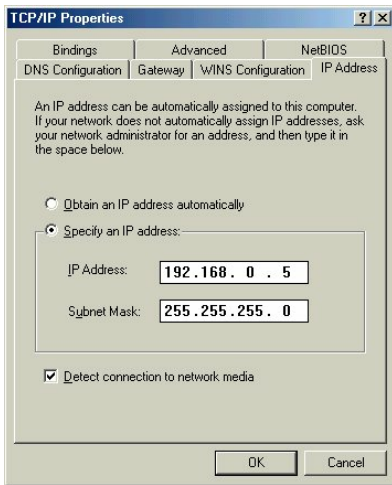 TCP/IP Properties
Bindings Advanced NetBIOS
DNS Configuration Gateway WINS Configuration IP Address
An IP address can be automatically assigned to this computer.
If your network does not automatically assign IP addresses, ask
your network administrator for an address, and then type it in
the space below.
Obtain an IP address automatically
Specify an IP address:
IP Address: 192.168. 0 . 5
Subnet Mask: 255.255.255. 0
Detect connection to network media
OK Cancel